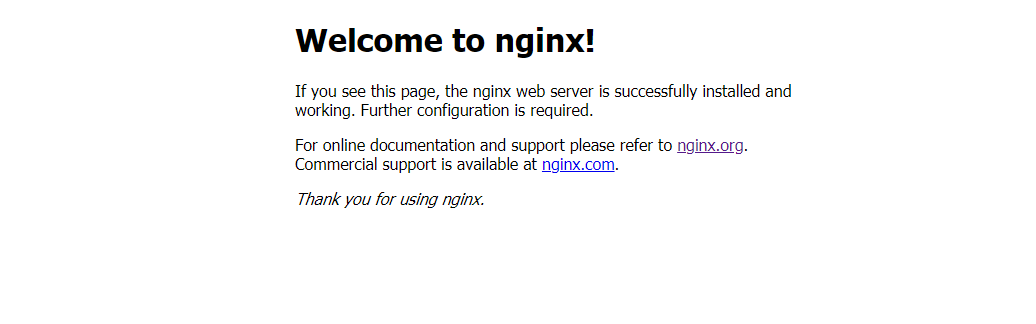 Welcome to nginx!
If you see this page, the nginx web server is successfully installed and
working. Further configuration is required.
For online documentation and support please refer to nginx.org.
Commercial support is available at nginx.com.
Thank you for using nginx.